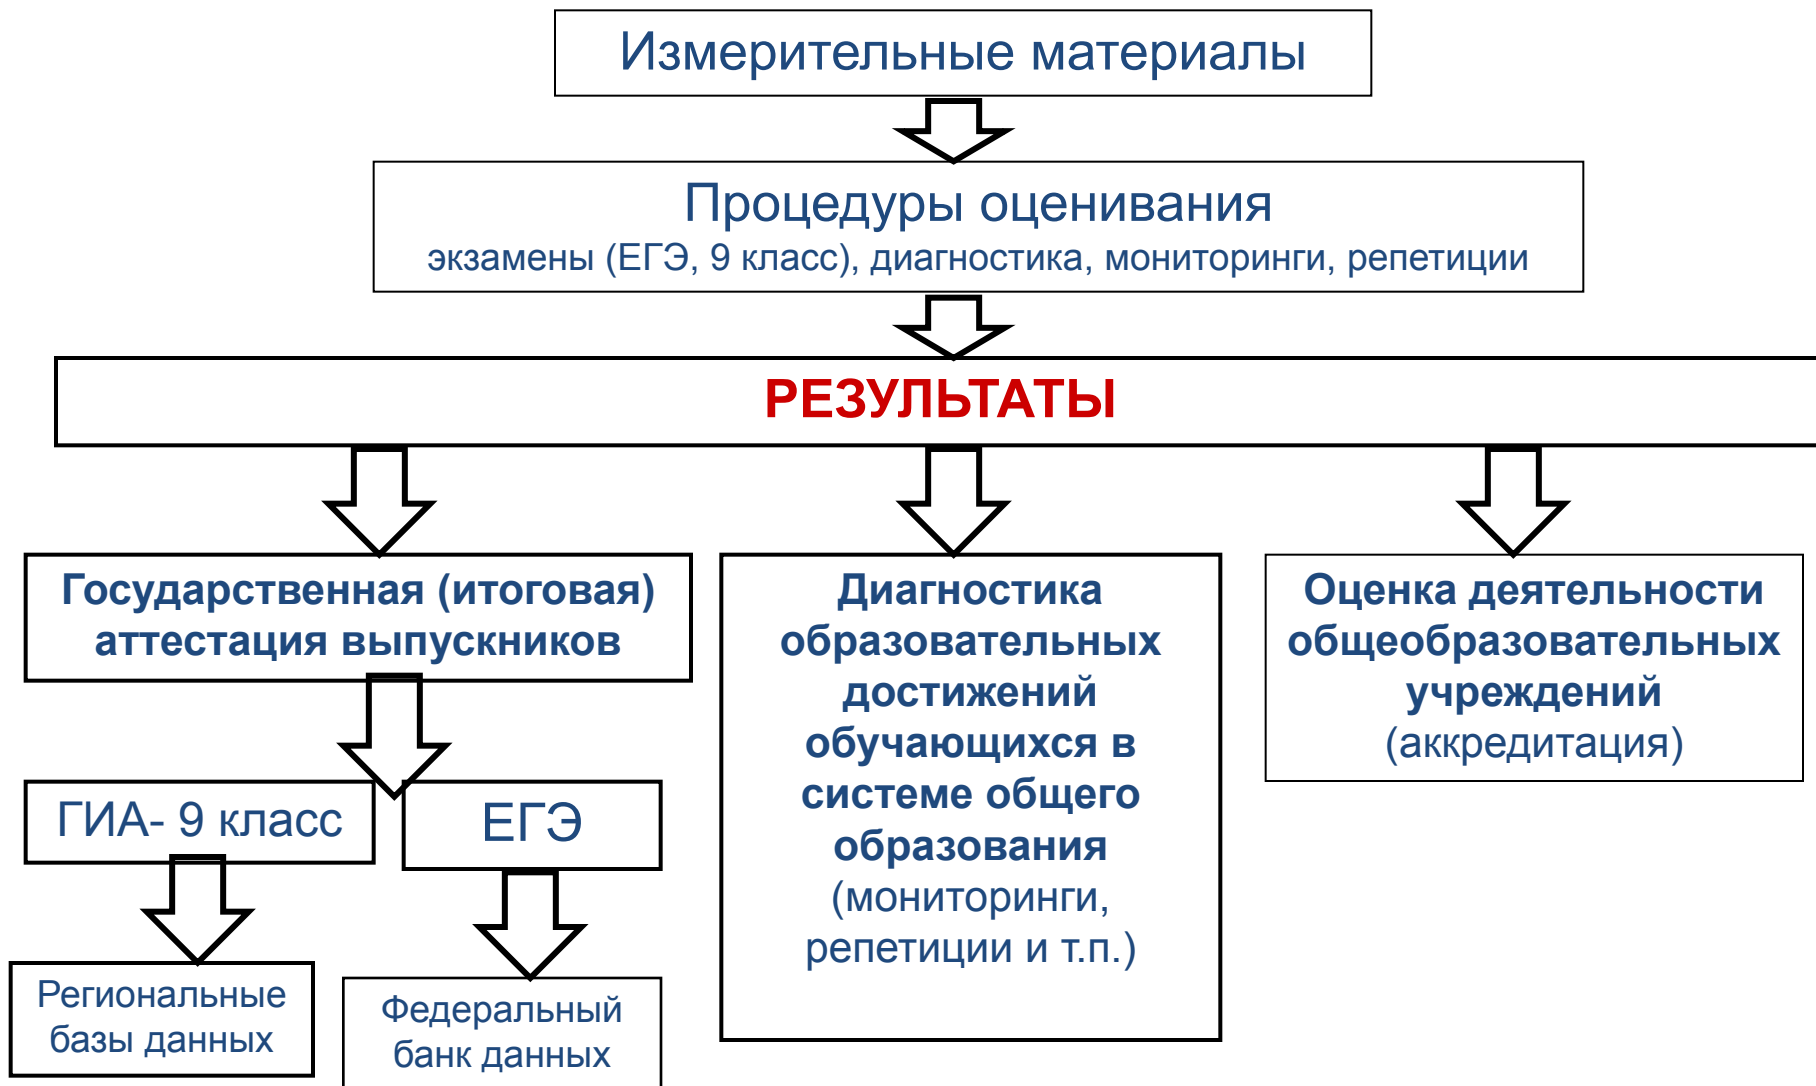 Измерительные материалы
Процедуры оценивания
экзамены (ЕГЭ, 9 класс), диагностика, мониторинги, репетиции
РЕЗУЛЬТАТЫ
Государственная (итоговая)
аттестация выпускников
ГИА- 9 класс
ЕГЭ
Региональные
базы данных
Федеральный
банк данных
Диагностика
образовательных
достижений
обучающихся в
системе общего
образования
(мониторинги,
репетиции и т.п.)
Оценка деятельности
общеобразовательных
учреждений
(аккредитация)